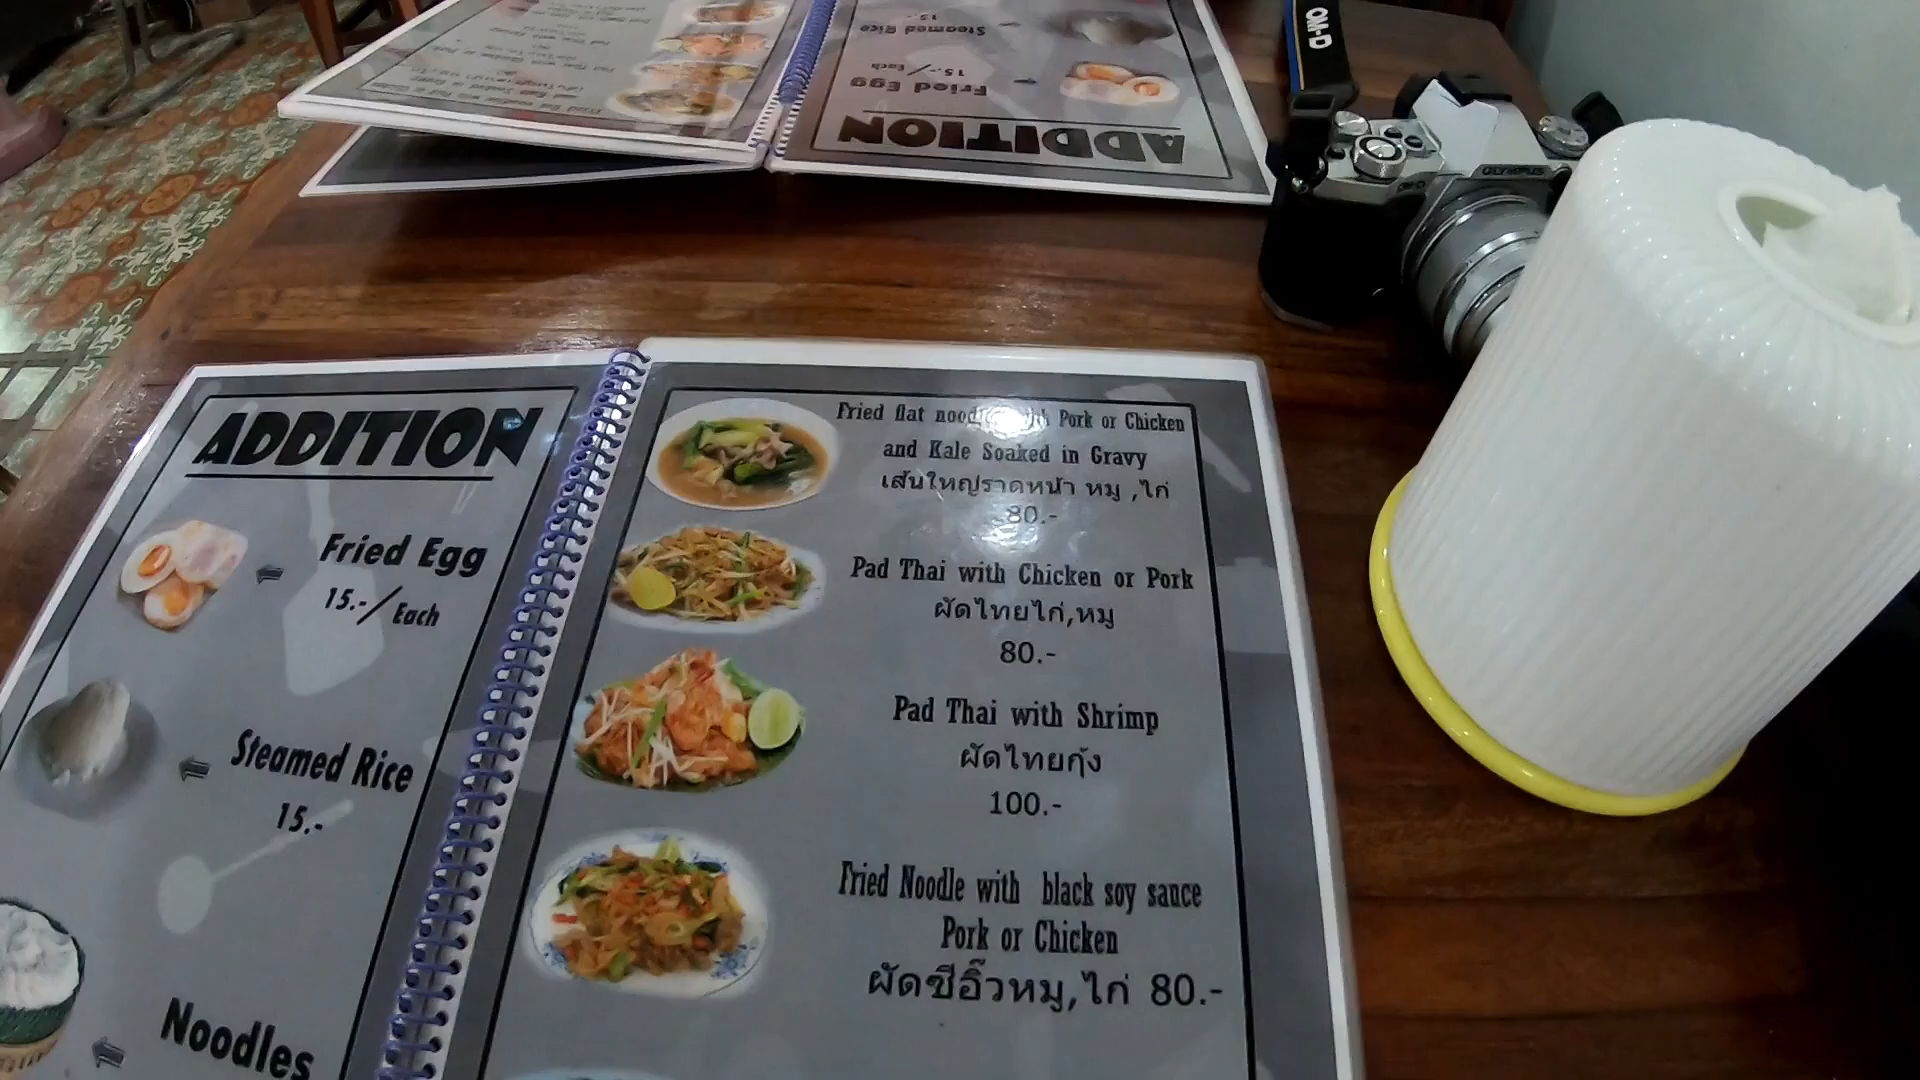 Steamed Rice
15.-
Fried Egg
15.-/Each
ADDITION
OM-D
OLYMPUS
ADDITION
Fried Egg
15.-/Each
Steamed Rice
15.-
Noodles
Fried flat with Pork or Chicken
and Kale Soaked in Gravy
เส้นใหญ่ราดหน้า หมู ,ไก่
80.-
Pad Thai with Chicken or Pork
ผัดไทยไก่,หมู
80.-
Pad Thai with Shrimp
ผัดไทยกุ้ง
100.-
Fried Noodle with black soy sauce
Pork or Chicken
ผัดซีอิ๊วหมู,ไก่ 80.-